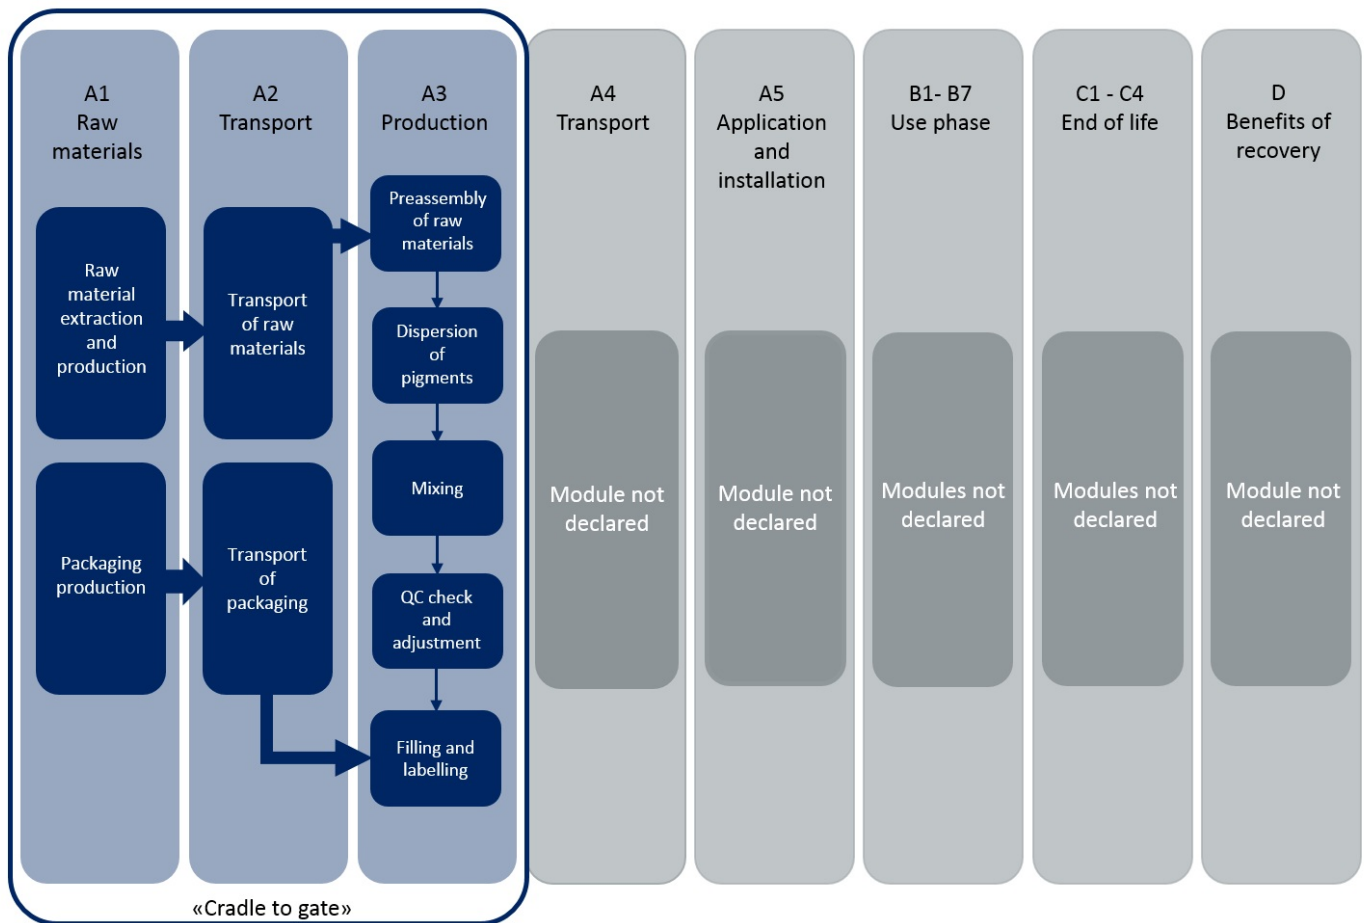 A1
Raw
materials
Raw
material
extraction
and
production
Packaging
production
A2
Transport
Transport
of raw
materials
Transport
of
packaging
A3
Production
Preassembly
of raw
materials
Dispersion
of
pigments
Mixing
QC check
and
adjustment
Filling and
labelling
«Cradle to gate»
A4
Transport
Module not
declared
A5
Application
and
installation
Module not
declared
B1- B7
Use phase
Modules not
declared
C1 - C4
End of life
Modules not
declared
D
Benefits of
recovery
Module not
declared